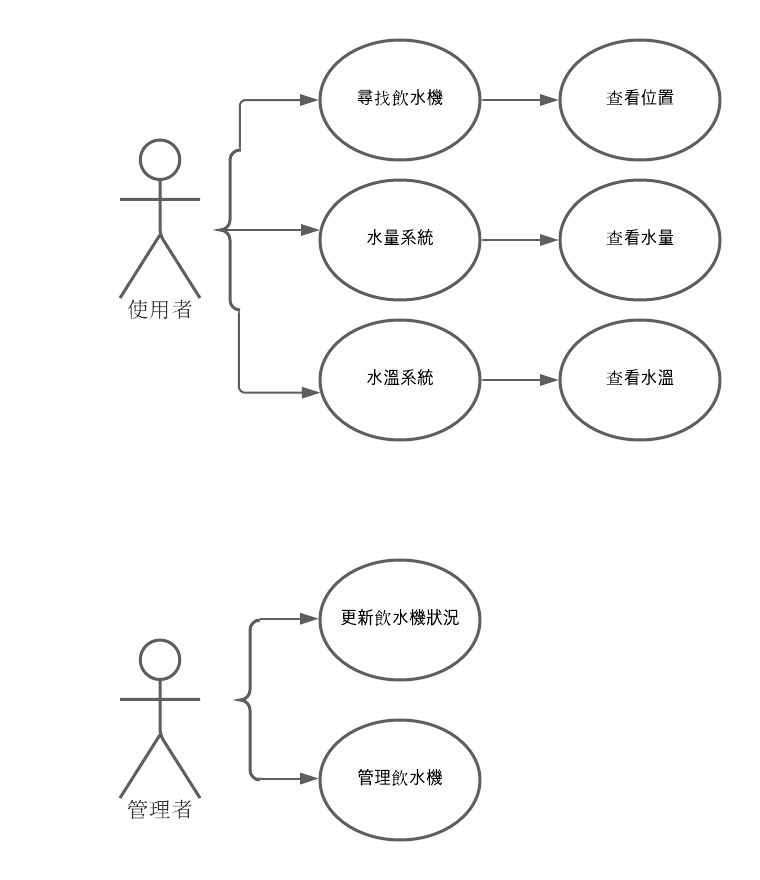 尋找飲水機
查看位置
水量系統
查看水量
使用者
水溫系統
查看水溫
更新飲水機狀況
管理者
管理飲水機